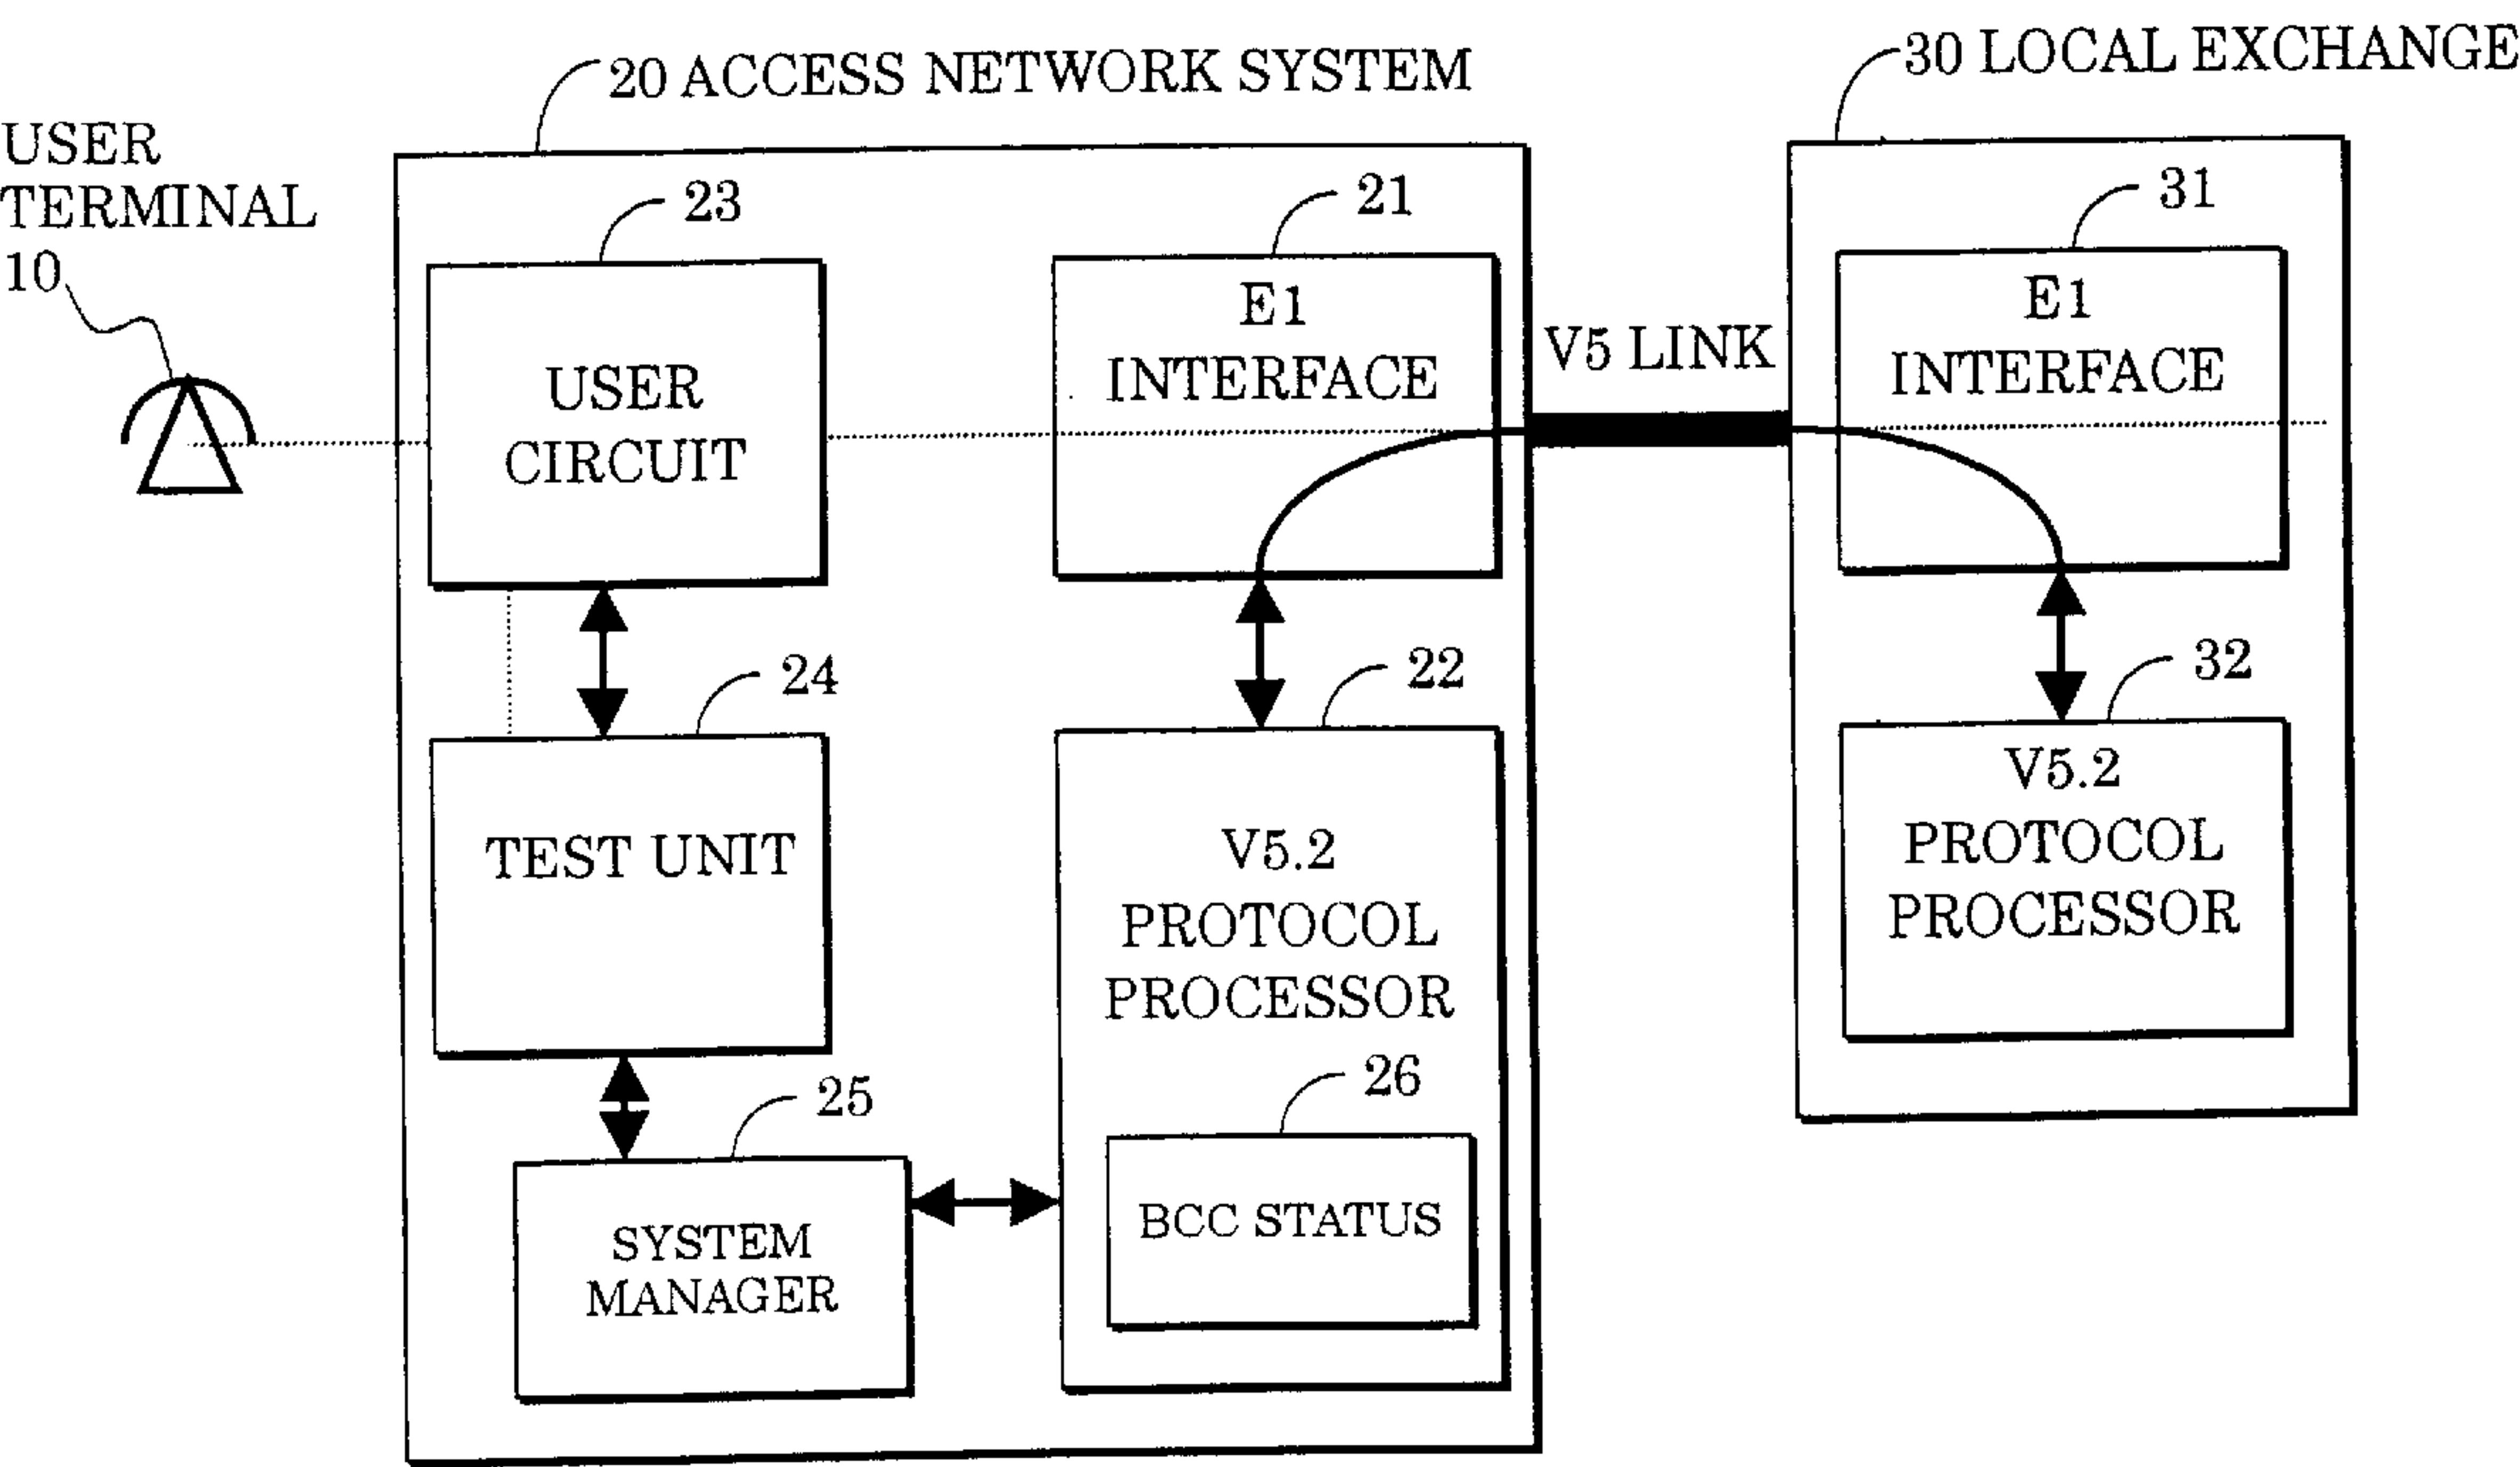 20 ACCESS NETWORK SYSTEM
30 LOCAL EXCHANGE
USER
TERMINAL
10
23
USER
CIRCUIT
21
E1
INTERFACE
V5 LINK
31
E1
INTERFACE
24
TEST UNIT
22
V5.2
PROTOCOL
PROCESSOR
32
V5.2
PROTOCOL
PROCESSOR
25
SYSTEM
MANAGER
26
BCC STATUS